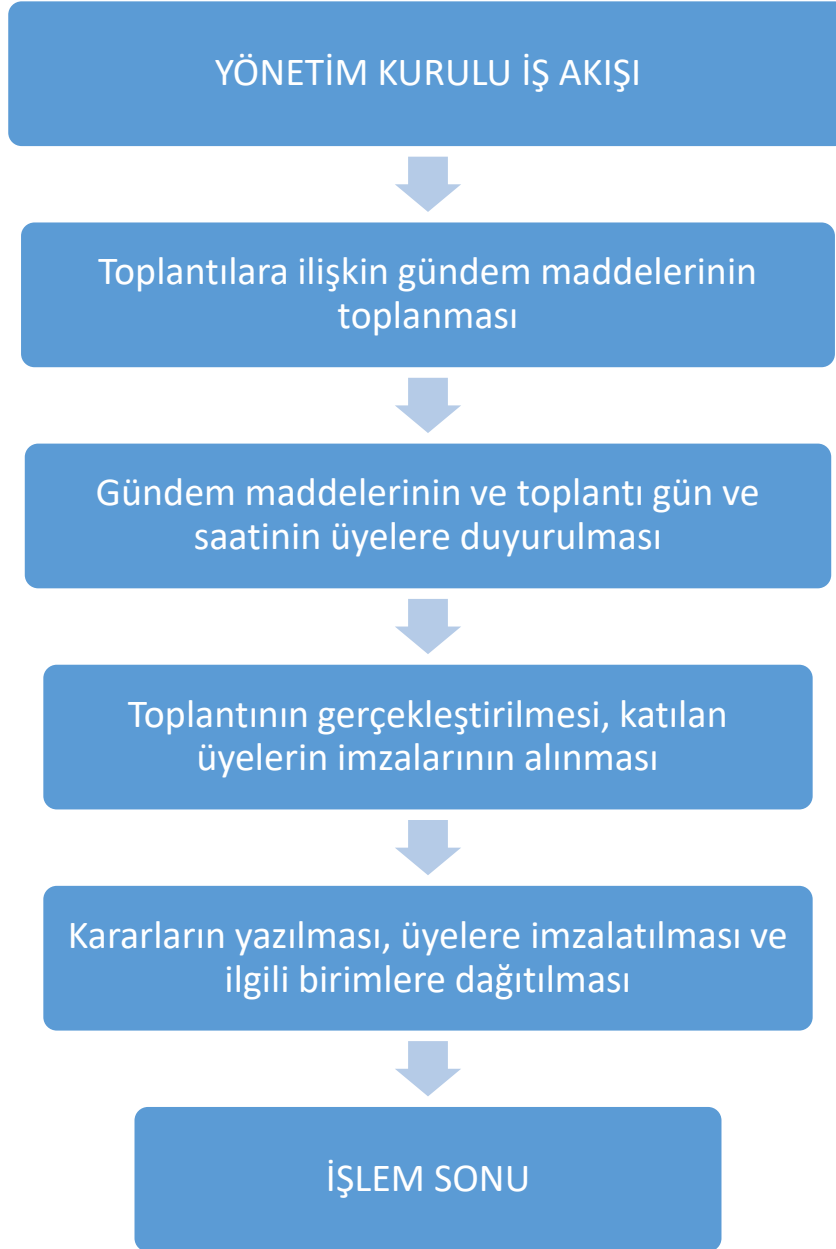 YÖNETİM KURULU İŞ AKIŞI
Toplantılara ilişkin gündem maddelerinin
toplanması
Gündem maddelerinin ve toplantı gün ve
saatinin üyelere duyurulması
Toplantının gerçekleştirilmesi, katılan
üyelerin imzalarının alınması
Kararların yazılması, üyelere imzalatılması ve
ilgili birimlere dağıtılması
İŞLEM SONU